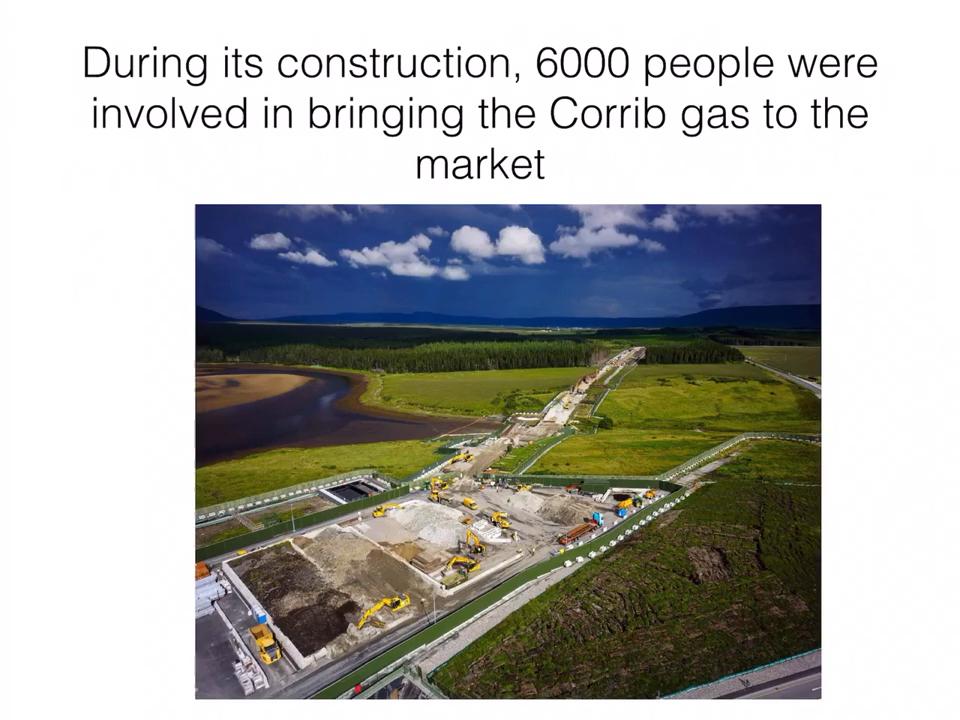 During its construction, 6000 people were
involved in bringing the Corrib gas to the
market